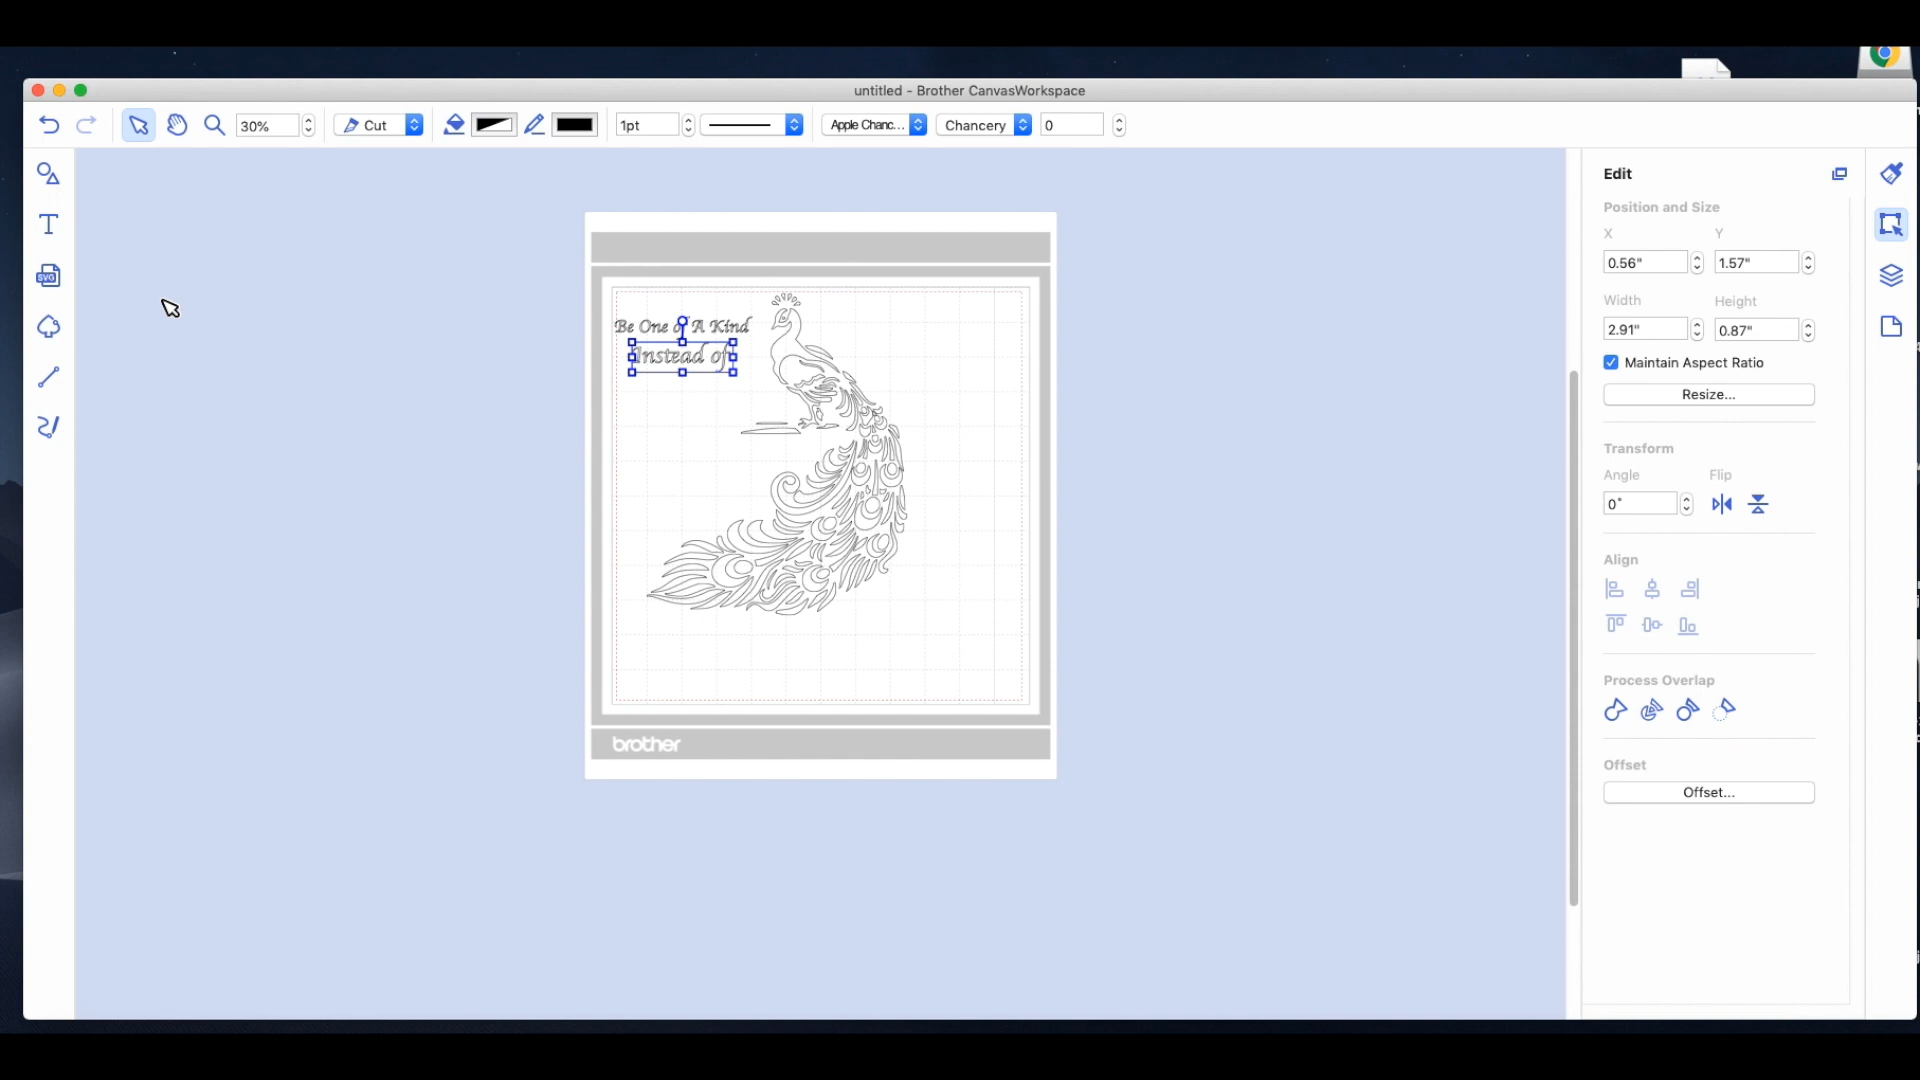 untitled - Brother CanvasWorkspace
30%
Cut
1pt
Apple Chanc...
Chancery
0
T
SVG
Be One of A Kind
Instead of
brother
Edit
Position and Size
X
Y
0.56"
1.57"
Width
Height
2.91"
0.87"
Maintain Aspect Ratio
Resize...
Transform
Angle
Flip
0°
Align
Process Overlap
Offset
Offset...